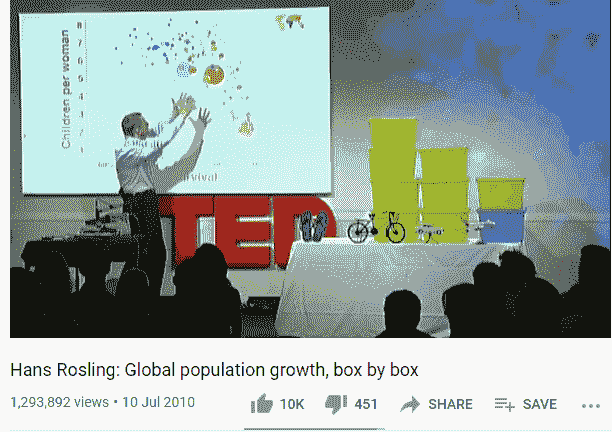 Children per woman
8
7
6
5
4
3
2
1
TED
Hans Rosling: Global population growth, box by box
1,293,892 views • 10 Jul 2010
10K
451
SHARE
SAVE